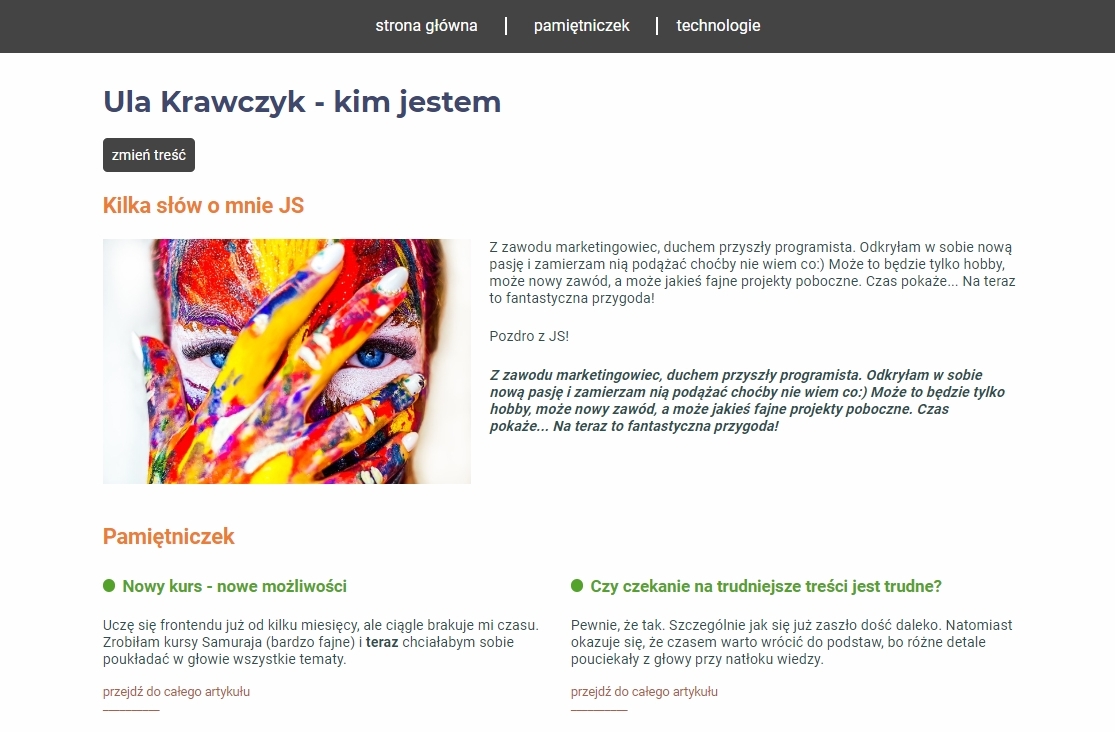 strona główna | pamiętniczek | technologie
Ula Krawczyk - kim jestem
zmień treść
Kilka słów o mnie JS
Z zawodu marketingowiec, duchem przyszły programista. Odkryłam w sobie nową
pasję i zamierzam nią podążać choćby nie wiem co:) Może to będzie tylko hobby,
może nowy zawód, a może jakieś fajne projekty poboczne. Czas pokaże... Na teraz
to fantastyczna przygoda!
Pozdro z JS!
Z zawodu marketingowiec, duchem przyszły programista. Odkryłam w sobie
nową pasję i zamierzam nią podążać choćby nie wiem co:) Może to będzie tylko
hobby, może nowy zawód, a może jakieś fajne projekty poboczne. Czas
pokaże... Na teraz to fantastyczna przygoda!
Pamiętniczek
Nowy kurs - nowe możliwości
Uczę się frontendu już od kilku miesięcy, ale ciągle brakuje mi czasu.
Zrobiłam kursy Samuraja (bardzo fajne) i teraz chciałabym sobie
poukładać w głowie wszystkie tematy.
przejdź do całego artykułu
Czy czekanie na trudniejsze treści jest trudne?
Pewnie, że tak. Szczególnie jak się już zaszło dość daleko. Natomiast
okazuje się, że czasem warto wrócić do podstaw, bo różne detale
pouciekały z głowy przy natłoku wiedzy.
przejdź do całego artykułu